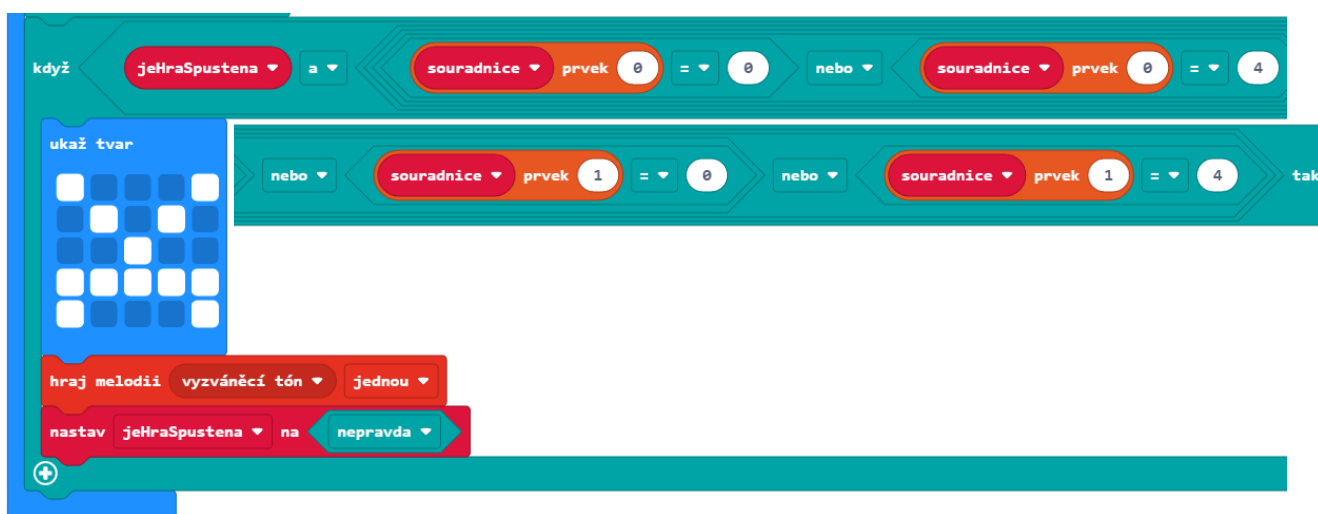 když jeHraSpustena a souradnice prvek 0 = 0 nebo souradnice prvek 0 = 4
ukaž tvar
nebo souradnice prvek 1 = 0 nebo souradnice prvek 1 = 4 tak
hraj melodii vyzváněcí tón jednou
nastav jeHraSpustena na nepravda